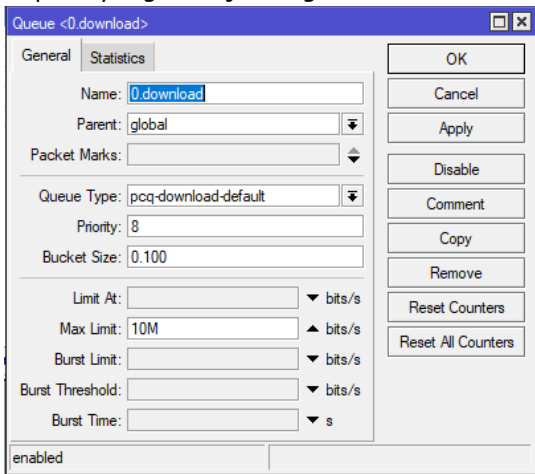 Queue <0.download>
General Statistics
OK
Name: 0.download
Cancel
Parent: global
Apply
Packet Marks:
Disable
Queue Type: pcq-download-default
Comment
Priority: 8
Copy
Bucket Size: 0.100
Remove
Limit At: bits/s
Reset Counters
Max Limit: 10M bits/s
Reset All Counters
Burst Limit: bits/s
Burst Threshold: bits/s
Burst Time: s
enabled